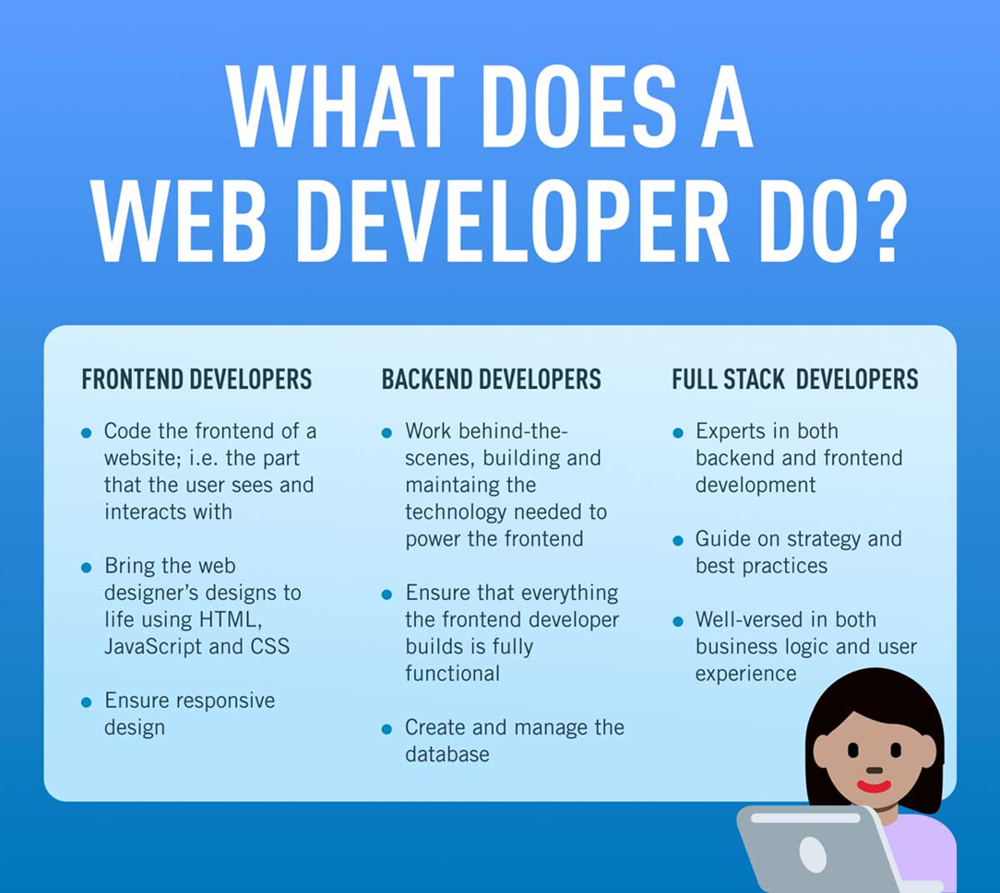 WHAT DOES A
WEB DEVELOPER DO?
FRONTEND DEVELOPERS
Code the frontend of a
website; i.e. the part
that the user sees and
interacts with
Bring the web
designer’s designs to
life using HTML,
JavaScript and CSS
Ensure responsive
design
BACKEND DEVELOPERS
Work behind-the-
scenes, building and
maintaing the
technology needed to
power the frontend
Ensure that everything
the frontend developer
builds is fully
functional
Create and manage the
database
FULL STACK DEVELOPERS
Experts in both
backend and frontend
development
Guide on strategy and
best practices
Well-versed in both
business logic and user
experience